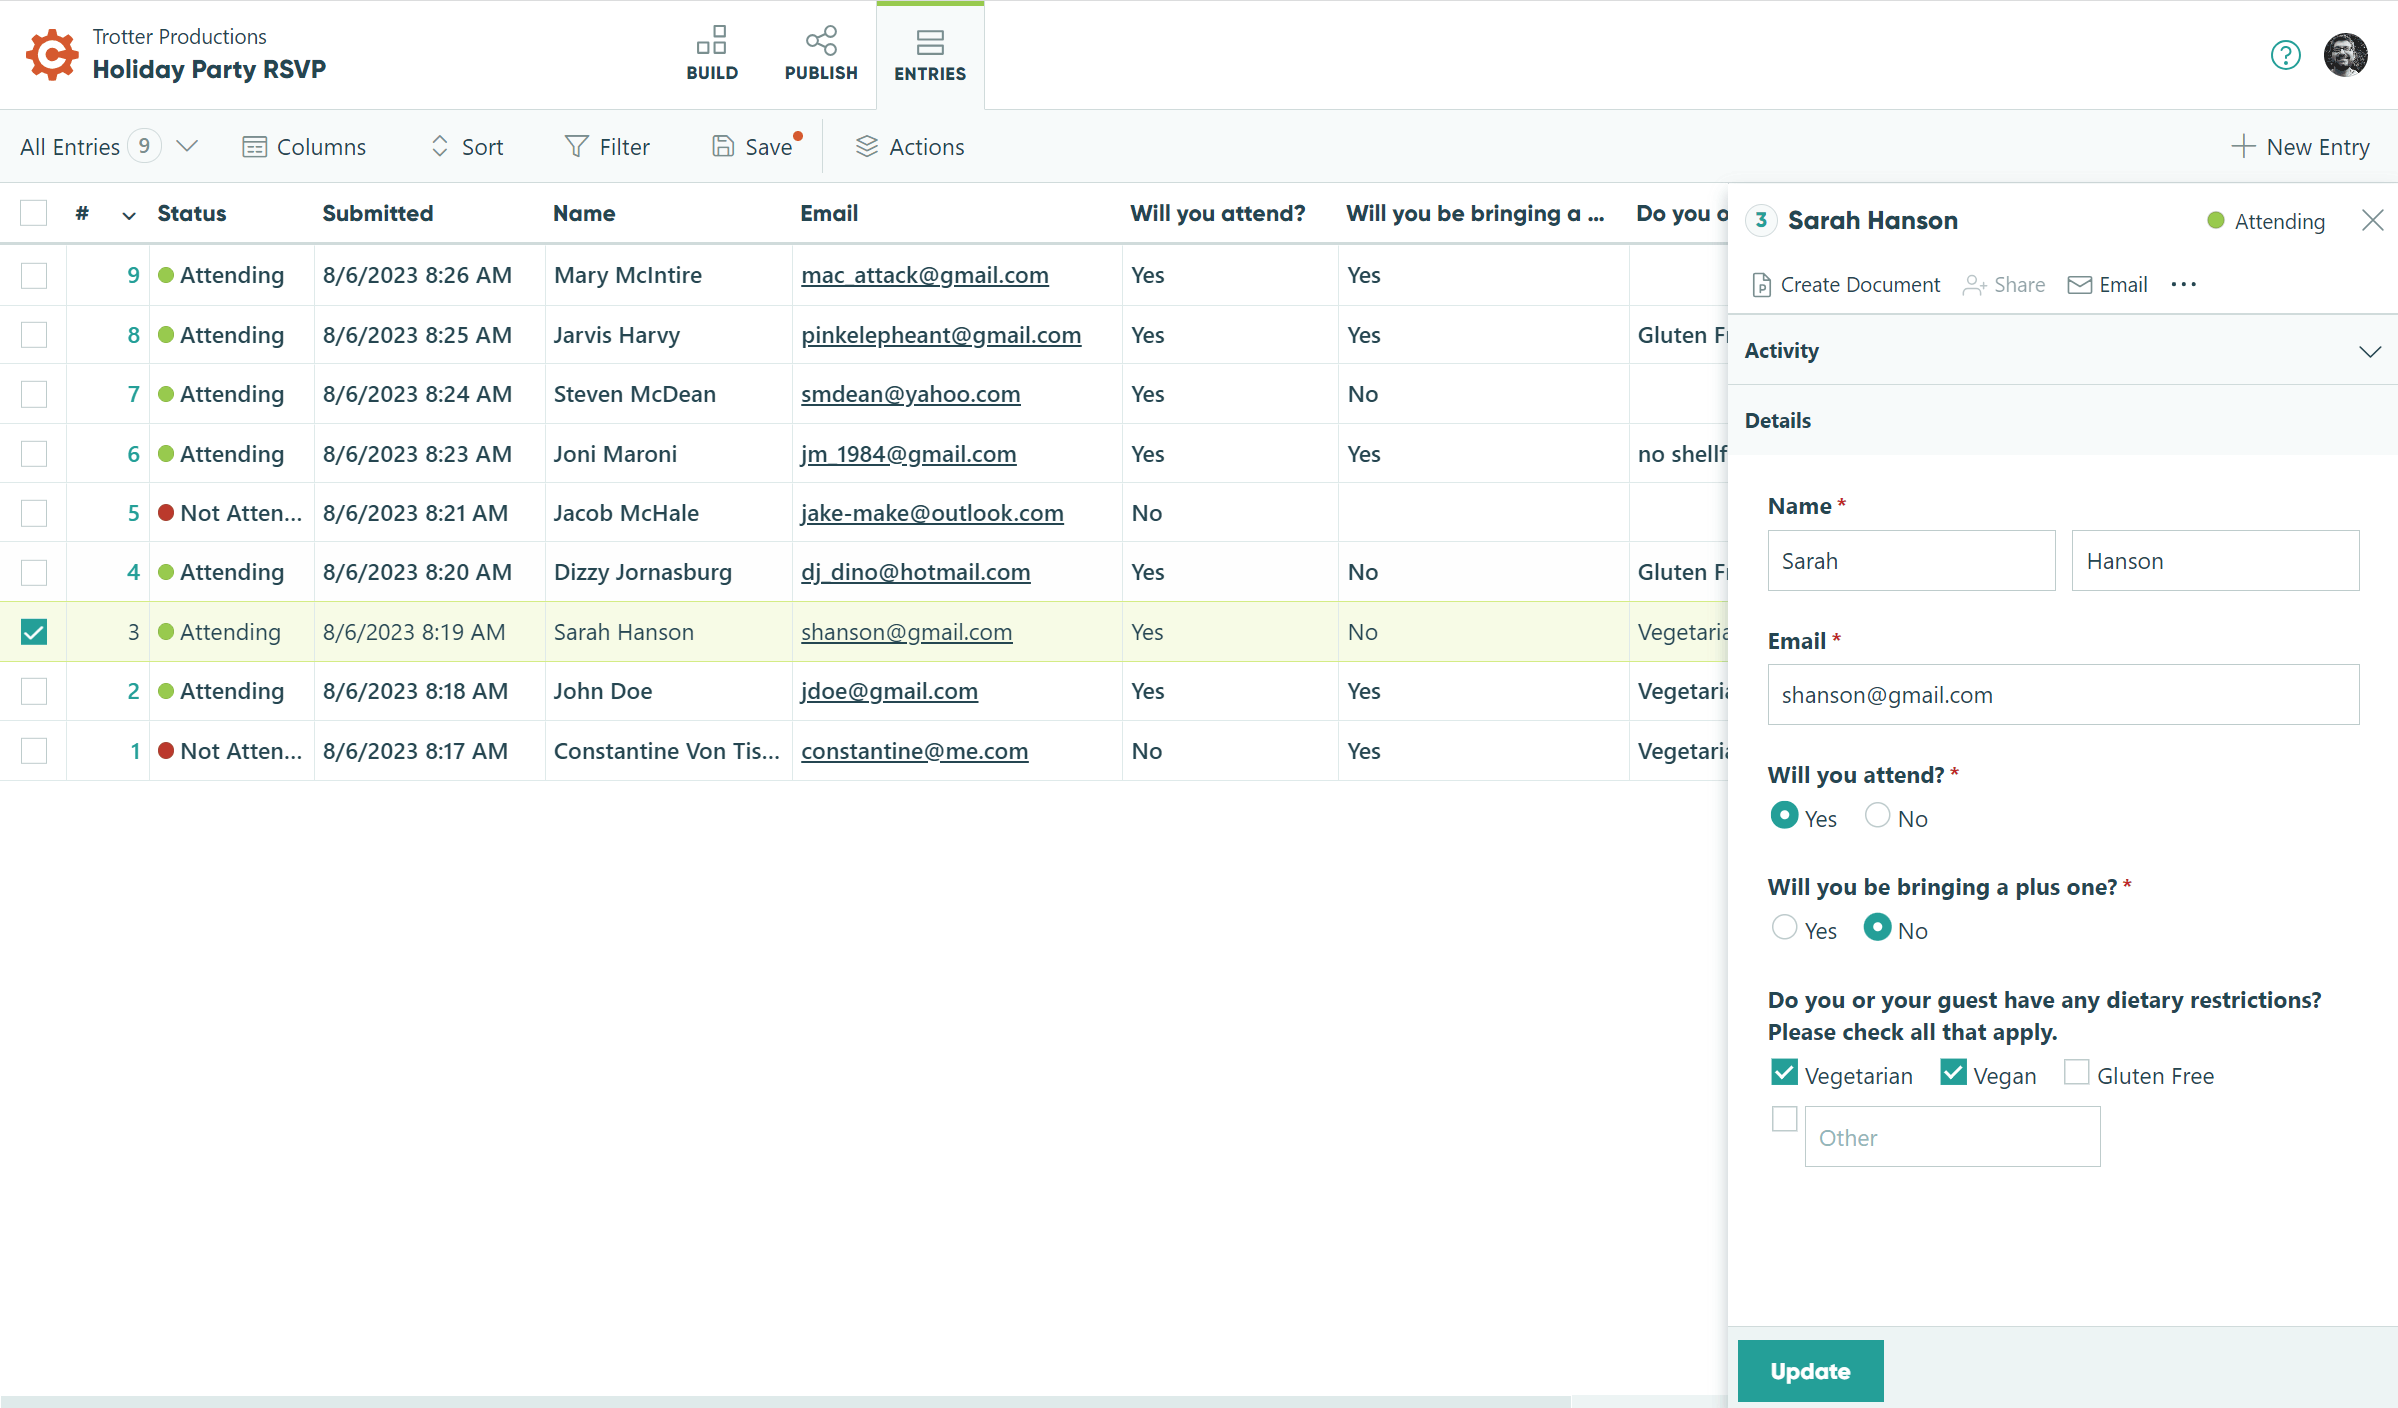 Trotter Productions
Holiday Party RSVP
BUILD
PUBLISH
ENTRIES
?
All Entries 9
Columns
Sort
Filter
Save
Actions
New Entry
# Status Submitted Name Email Will you attend? Will you be bringing a ... Do you o
9 Attending 8/6/2023 8:26 AM Mary McIntire mac_attack@gmail.com Yes Yes
8 Attending 8/6/2023 8:25 AM Jarvis Harvy pinkelepheant@gmail.com Yes Yes Gluten Fr
7 Attending 8/6/2023 8:24 AM Steven McDean smdean@yahoo.com Yes No
6 Attending 8/6/2023 8:23 AM Joni Maroni jm_1984@gmail.com Yes Yes no shellf
5 Not Atten... 8/6/2023 8:21 AM Jacob McHale jake-make@outlook.com No
4 Attending 8/6/2023 8:20 AM Dizzy Jornasburg dj_dino@hotmail.com Yes No Gluten Fr
3 Attending 8/6/2023 8:19 AM Sarah Hanson shanson@gmail.com Yes No Vegetaria
2 Attending 8/6/2023 8:18 AM John Doe jdoe@gmail.com Yes Yes Vegetaria
1 Not Atten... 8/6/2023 8:17 AM Constantine Von Tis... constantine@me.com No Yes Vegetaria
3 Sarah Hanson Attending
Create Document Share Email ...
Activity
Details
Name *
Sarah Hanson
Email *
shanson@gmail.com
Will you attend? *
Yes No
Will you be bringing a plus one? *
Yes No
Do you or your guest have any dietary restrictions?
Please check all that apply.
Vegetarian Vegan Gluten Free
Other
Update